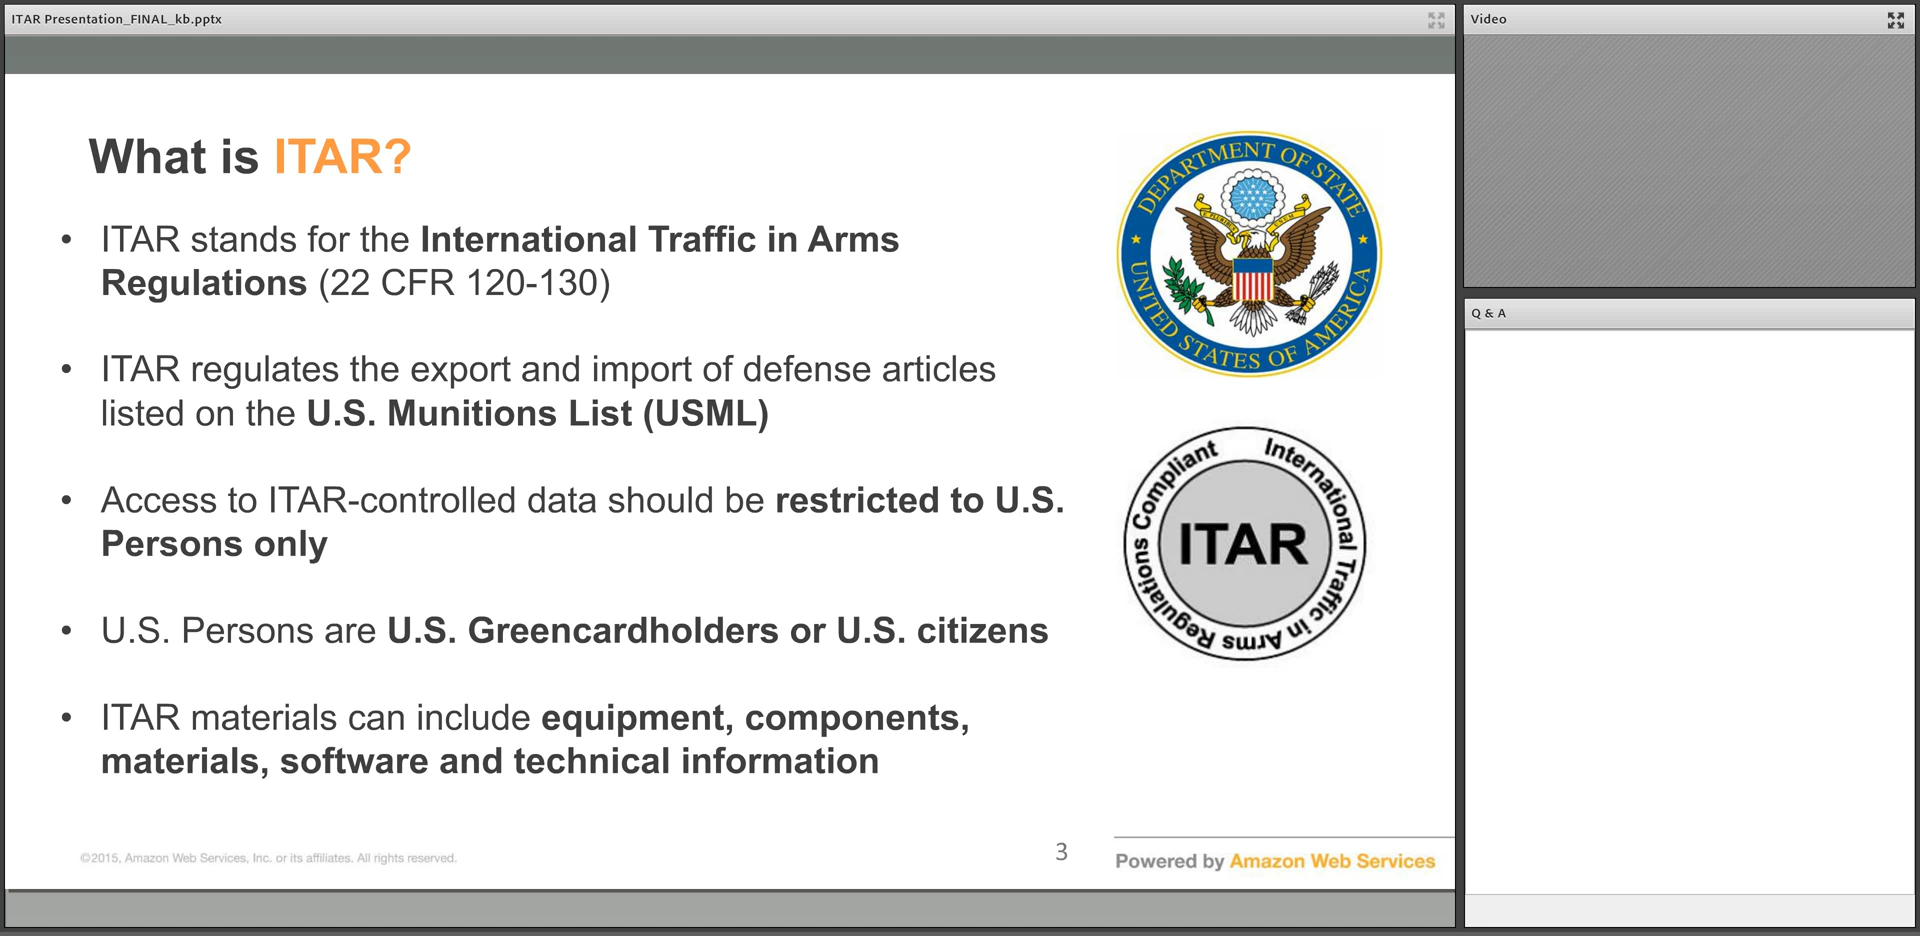 ITAR Presentation_FINAL_kb.pptx
What is ITAR?
• ITAR stands for the International Traffic in Arms
Regulations (22 CFR 120-130)
• ITAR regulates the export and import of defense articles
listed on the U.S. Munitions List (USML)
• Access to ITAR-controlled data should be restricted to U.S.
Persons only
• U.S. Persons are U.S. Greencardholders or U.S. citizens
• ITAR materials can include equipment, components,
materials, software and technical information
DEPARTMENT OF STATE
UNITED STATES OF AMERICA
International Traffic in Arms Regulations Compliant
ITAR
©2015, Amazon Web Services, Inc. or its affiliates. All rights reserved.
3
Powered by Amazon Web Services
Video
Q & A